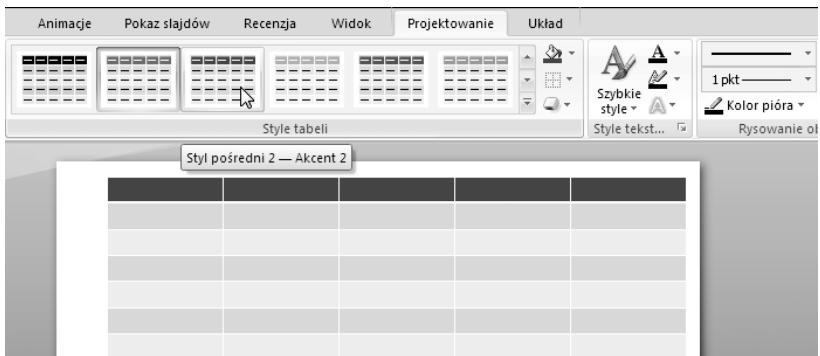 Animacje Pokaz slajdów Recenzja Widok Projektowanie Układ
Szybkie style
A
A
A
1 pkt
Kolor pióra
Style tabeli
Style tekst...
Rysowanie ob
Styl pośredni 2 — Akcent 2